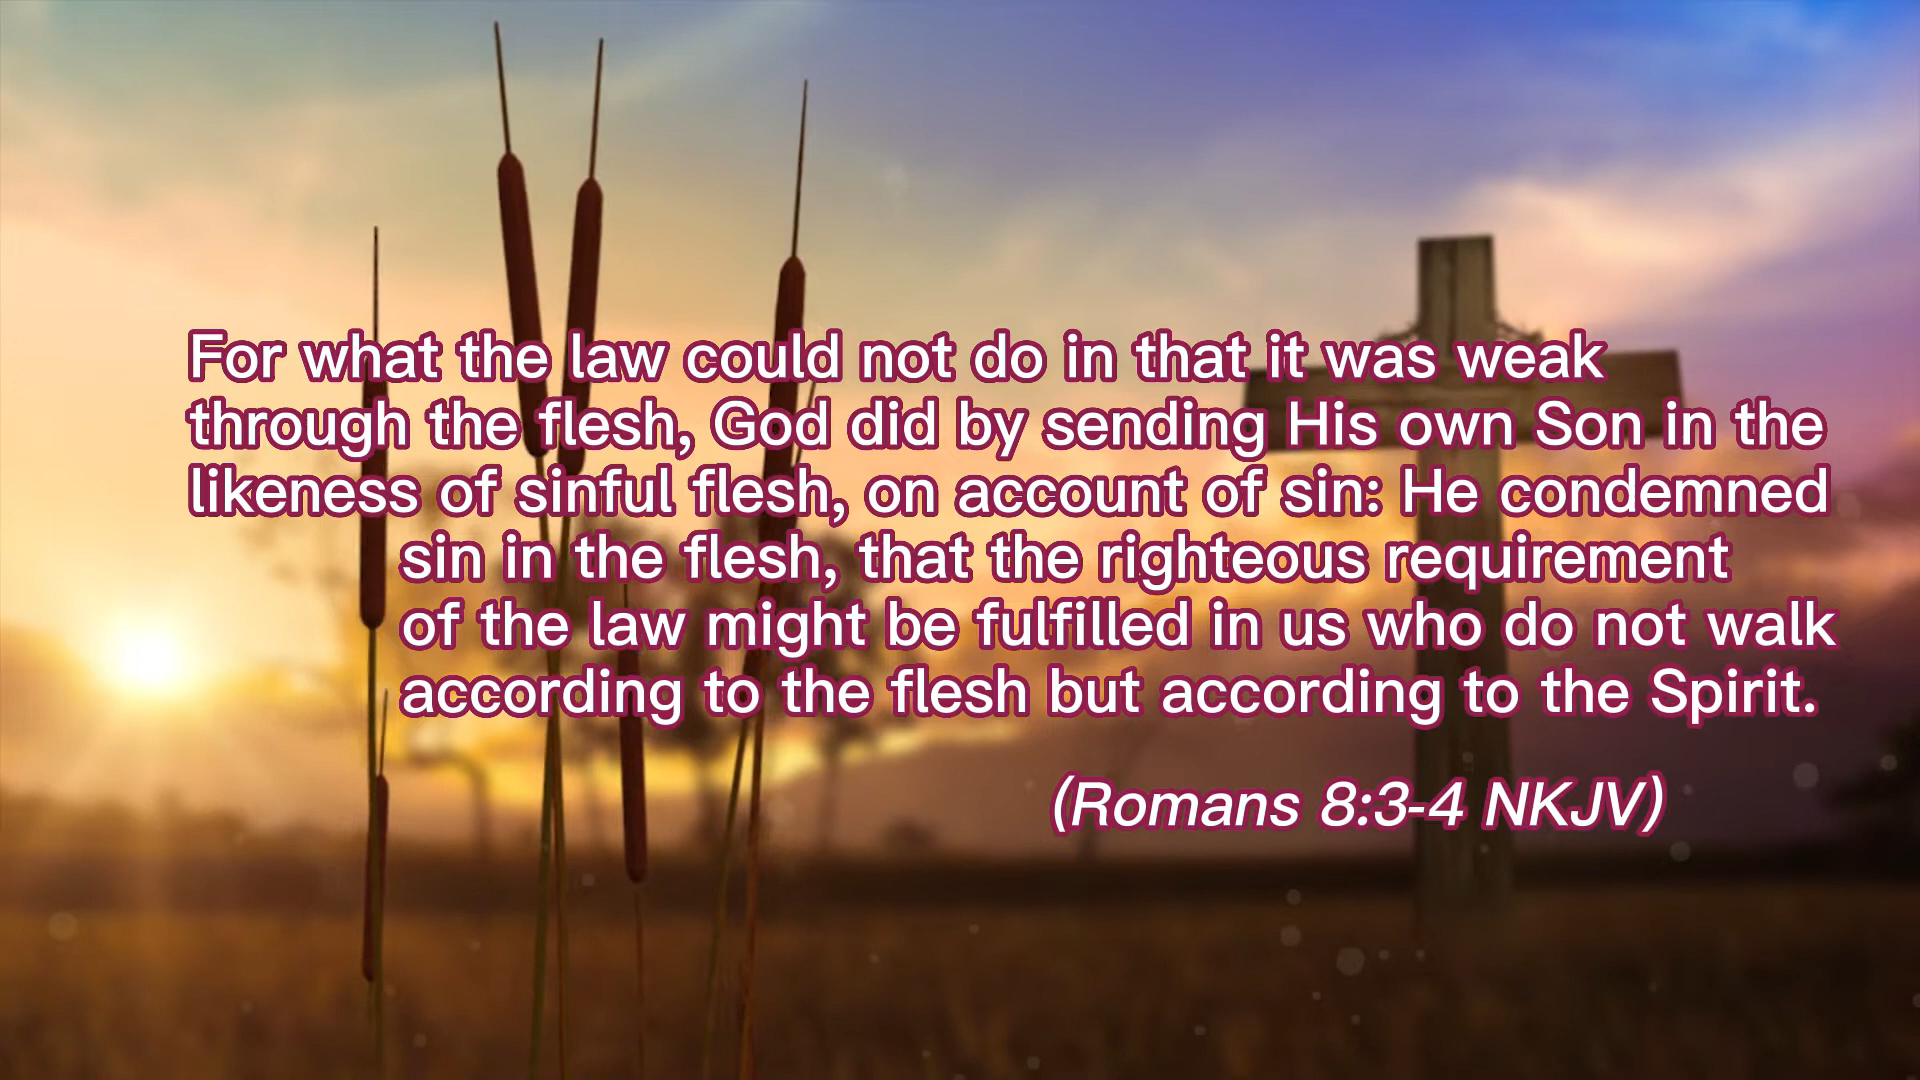 For what the law could not do in that it was weak
through the flesh, God did by sending His own Son in the
likeness of sinful flesh, on account of sin: He condemned
sin in the flesh, that the righteous requirement
of the law might be fulfilled in us who do not walk
according to the flesh but according to the Spirit.
(Romans 8:3-4 NKJV)